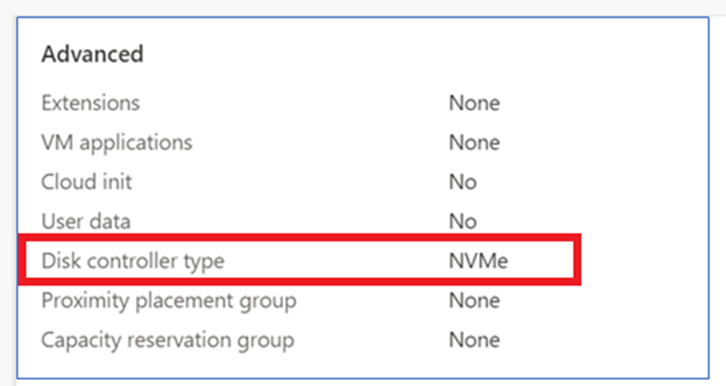 Advanced
Extensions None
VM applications None
Cloud init No
User data No
Disk controller type NVMe
Proximity placement group None
Capacity reservation group None